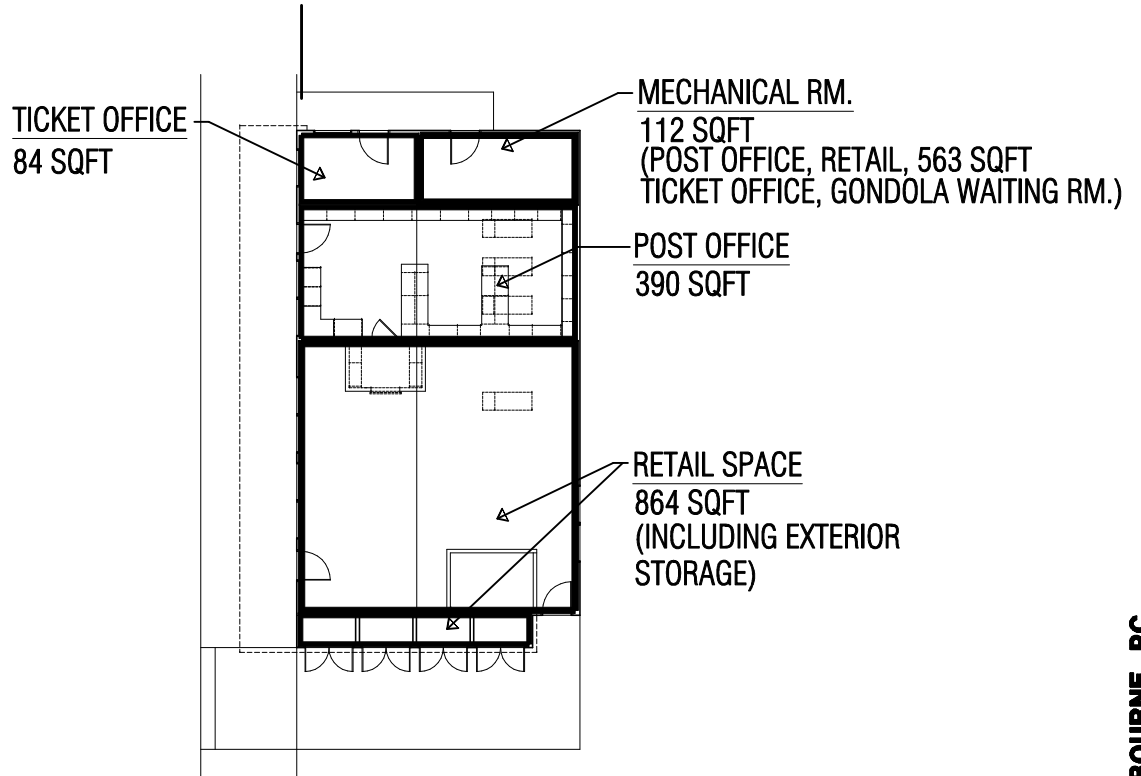 TICKET OFFICE
84 SQFT
MECHANICAL RM.
112 SQFT
(POST OFFICE, RETAIL, 563 SQFT
TICKET OFFICE, GONDOLA WAITING RM.)
POST OFFICE
390 SQFT
RETAIL SPACE
864 SQFT
(INCLUDING EXTERIOR
STORAGE)